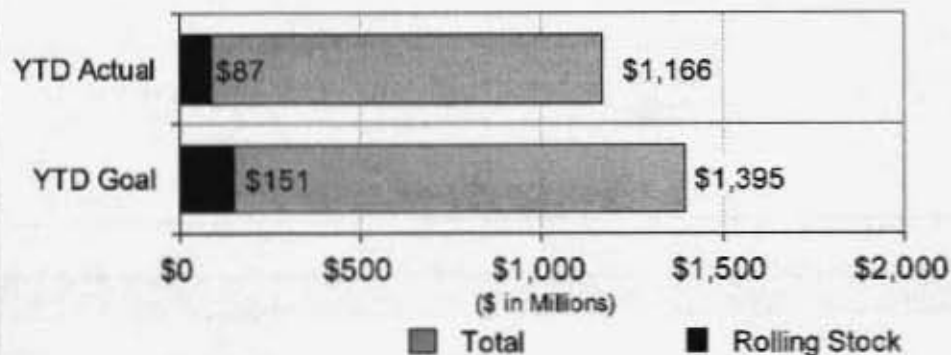 YTD Actual $87 $1,166
YTD Goal $151 $1,395
$0 $500 $1,000 $1,500 $2,000
($ in Millions)
Total Rolling Stock